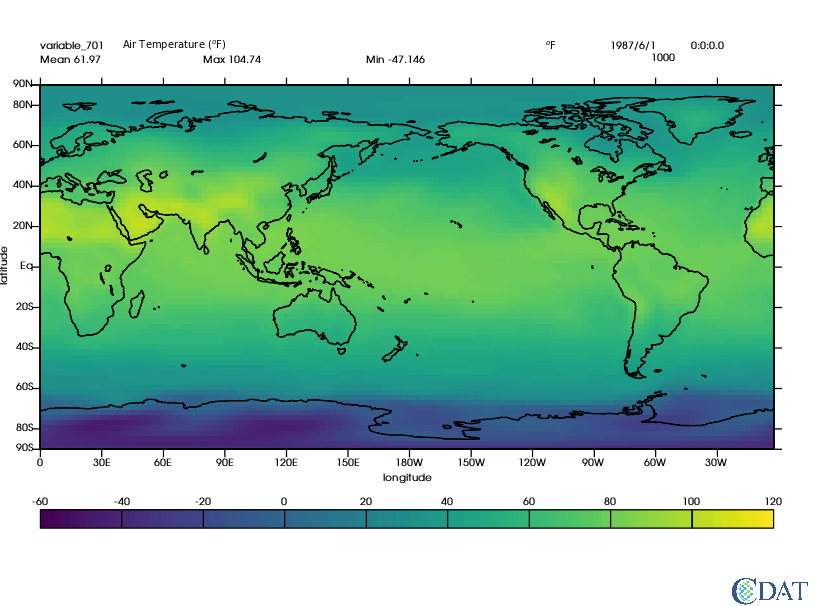 variable_701 Air Temperature (°F) °F 1987/6/1 0:0:0.0
Mean 61.97 Max 104.74 Min -47.146 1000
90N
80N
60N
40N
20N
Eq
20S
40S
60S
80S
90S
latitude
0 30E 60E 90E 120E 150E 180W 150W 120W 90W 60W 30W
longitude
-60 -40 -20 0 20 40 60 80 100 120
CDAT